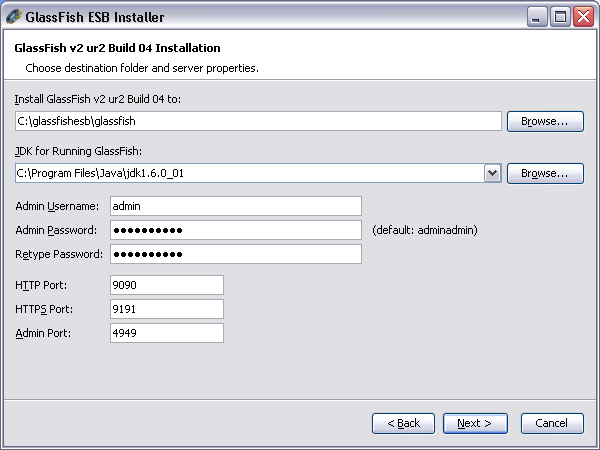 GlassFish ESB Installer
GlassFish v2 ur2 Build 04 Installation
Choose destination folder and server properties.
Install GlassFish v2 ur2 Build 04 to:
C:\glassfishesb\glassfish Browse...
JDK for Running GlassFish:
C:\Program Files\Java\jdk1.6.0_01 Browse...
Admin Username: admin
Admin Password: ●●●●●●●●●● (default: adminadmin)
Retype Password: ●●●●●●●●●●
HTTP Port: 9090
HTTPS Port: 9191
Admin Port: 4949
< Back Next > Cancel